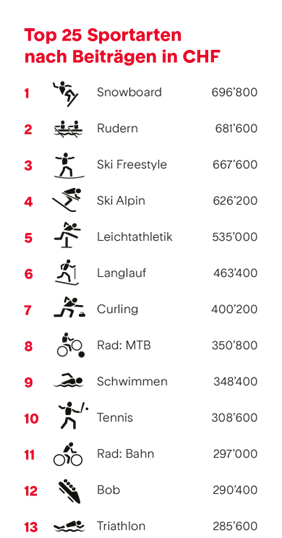 Top 25 Sportarten
nach Beiträgen in CHF
1 Snowboard 696’800
2 Rudern 681’600
3 Ski Freestyle 667’600
4 Ski Alpin 626’200
5 Leichtathletik 535’000
6 Langlauf 463’400
7 Curling 400’200
8 Rad: MTB 350’800
9 Schwimmen 348’400
10 Tennis 308’600
11 Rad: Bahn 297’000
12 Bob 290’400
13 Triathlon 285’600